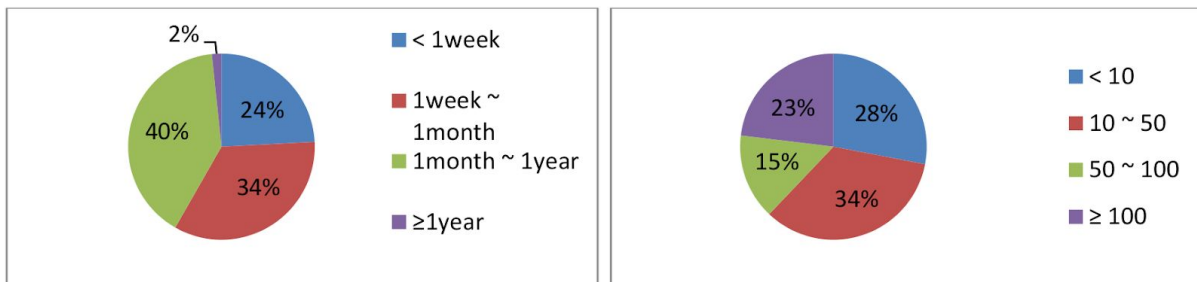 2%
24%
34%
40%
< 1week
1week ~
1month
1month ~ 1year
≥1year
23%
28%
15%
34%
< 10
10 ~ 50
50 ~ 100
≥ 100